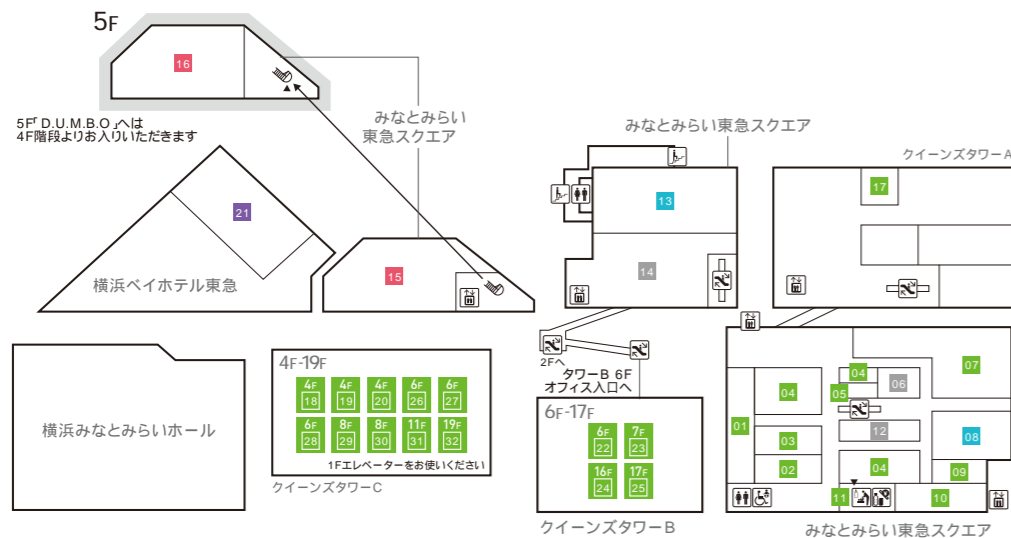 5F
16
5F「D.U.M.B.O」へは
4F階段よりお入りいただきます
みなとみらい
東急スクエア
みなとみらい東急スクエア
クイーンズタワーA
17
13
21
14
15
横浜ベイホテル東急
2Fへ
タワーB 6F
オフィス入口へ
横浜みなとみらいホール
4F-19F
4F 4F 4F 6F 6F
18 19 20 26 27
6F 8F 8F 11F 19F
28 29 30 31 32
1Fエレベーターをお使いください
クイーンズタワーC
6F-17F
6F 7F
22 23
16F 17F
24 25
クイーンズタワーB
07
04
06
04
05
01
12
08
03
02
04
09
11
10
みなとみらい東急スクエア